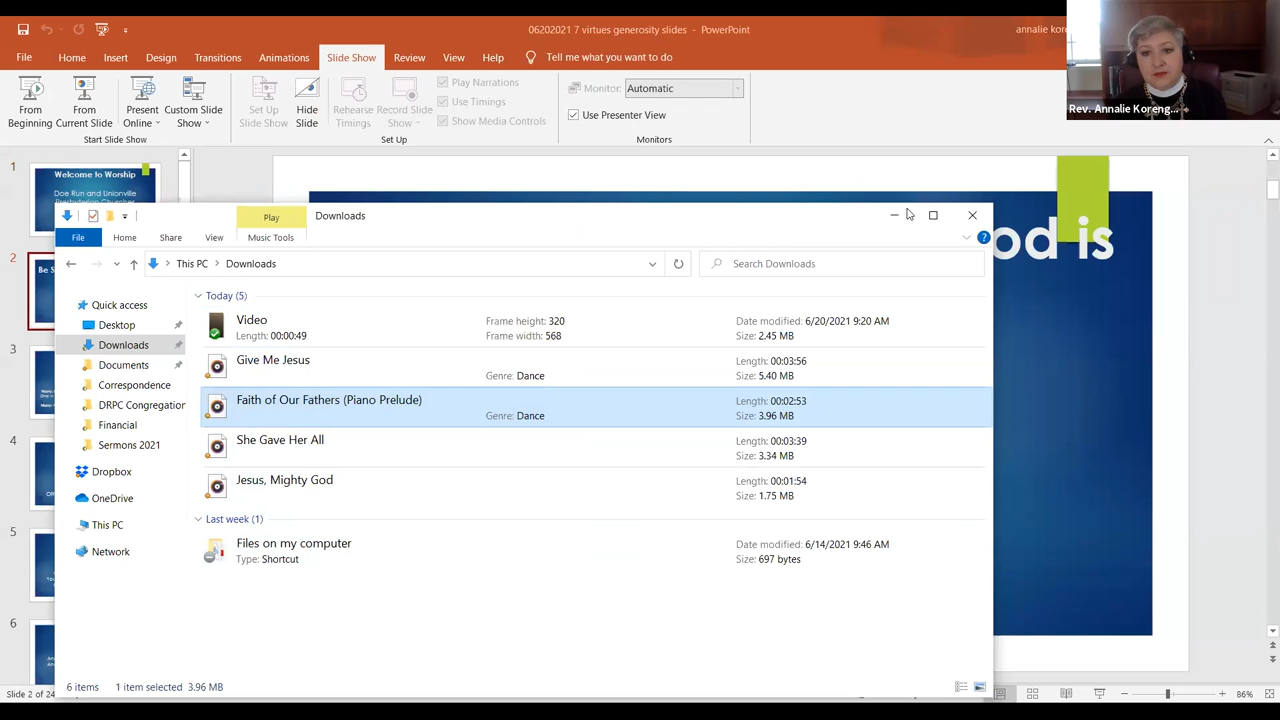 06202021 7 virtues generosity slides - PowerPoint
annalie kor
File Home Insert Design Transitions Animations Slide Show Review View Help Tell me what you want to do
Rev. Annalie Koreng...
From Beginning
From Current Slide
Present Online
Custom Slide Show
Start Slide Show
Set Up Slide Show
Hide Slide
Rehearse Timings
Record Slide Show
Play Narrations
Use Timings
Show Media Controls
Set Up
Monitor: Automatic
Use Presenter View
Monitors
1
Welcome to Worship
Doe Run and Unionville
Presbyterian Churches
2
Be S
3
4
5
6
od is
Play
Downloads
File Home Share View Music Tools
This PC Downloads
Search Downloads
Quick access
Desktop
Downloads
Documents
Correspondence
DRPC Congregation
Financial
Sermons 2021
Dropbox
OneDrive
This PC
Network
Today (5)
Video Frame height: 320 Date modified: 6/20/2021 9:20 AM
Length: 00:00:49 Frame width: 568 Size: 2.45 MB
Give Me Jesus Length: 00:03:56
Genre: Dance Size: 5.40 MB
Faith of Our Fathers (Piano Prelude) Length: 00:02:53
Genre: Dance Size: 3.96 MB
She Gave Her All Length: 00:03:39
Size: 3.34 MB
Jesus, Mighty God Length: 00:01:54
Size: 1.75 MB
Last week (1)
Files on my computer Date modified: 6/14/2021 9:46 AM
Type: Shortcut Size: 697 bytes
6 items 1 item selected 3.96 MB
Slide 2 of 24
86%